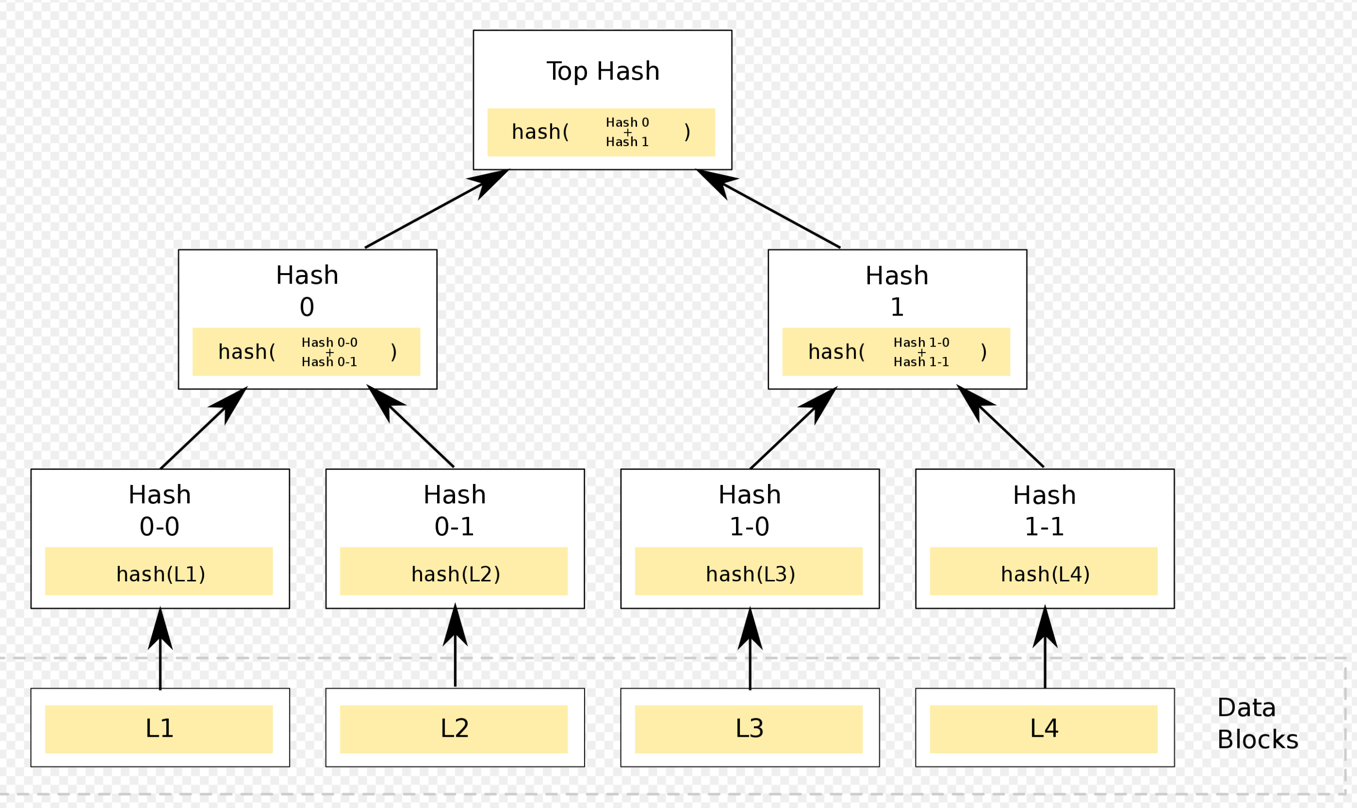 Top Hash
hash( Hash 0 + Hash 1 )
Hash
0
hash( Hash 0-0 + Hash 0-1 )
Hash
1
hash( Hash 1-0 + Hash 1-1 )
Hash
0-0
hash(L1)
Hash
0-1
hash(L2)
Hash
1-0
hash(L3)
Hash
1-1
hash(L4)
L1
L2
L3
L4
Data
Blocks